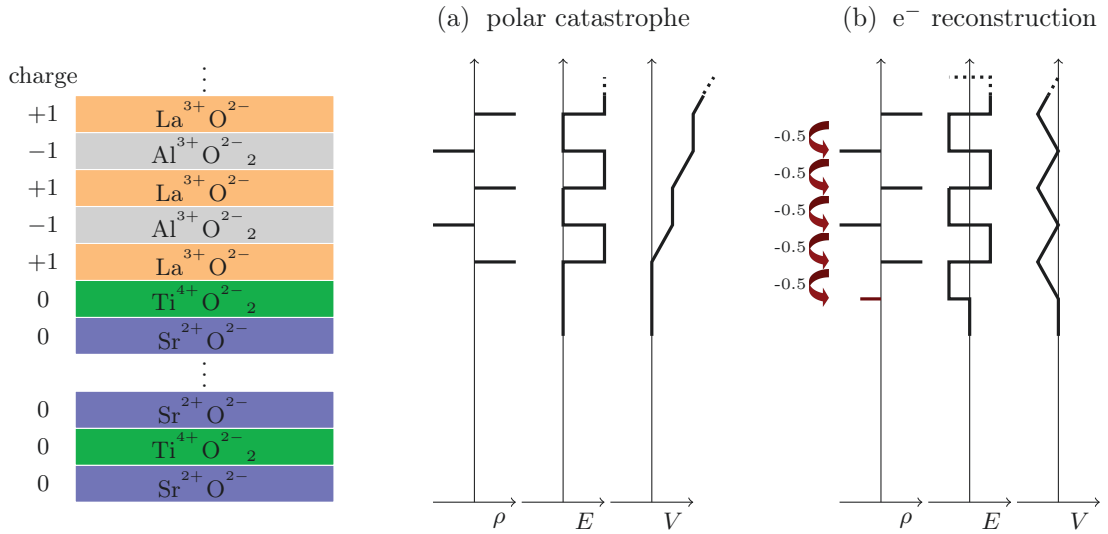 (a) polar catastrophe
(b) e⁻ reconstruction
charge
⋮
+1 La³⁺O²⁻
−1 Al³⁺O²⁻₂
+1 La³⁺O²⁻
−1 Al³⁺O²⁻₂
+1 La³⁺O²⁻
0 Ti⁴⁺O²⁻₂
0 Sr²⁺O²⁻
⋮
0 Sr²⁺O²⁻
0 Ti⁴⁺O²⁻₂
0 Sr²⁺O²⁻
ρ E V
-0.5
-0.5
-0.5
-0.5
-0.5
ρ E V